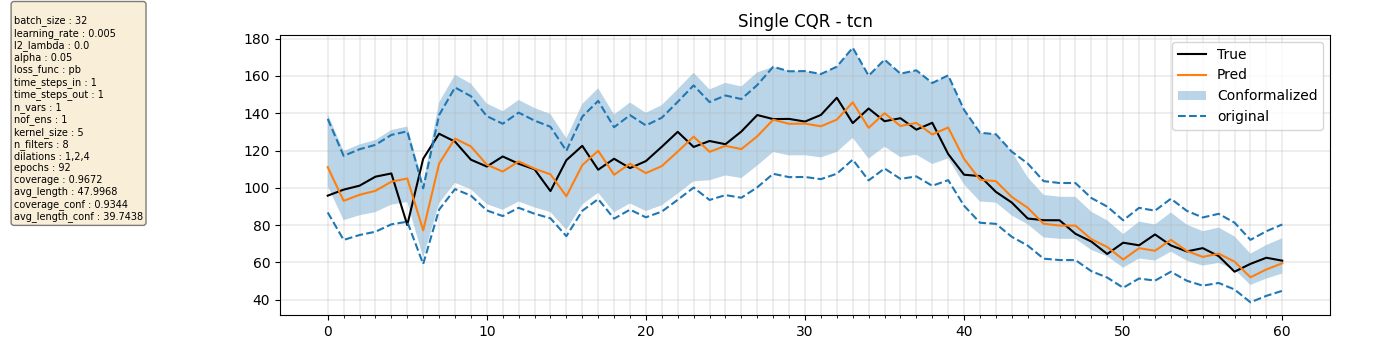 batch_size : 32
learning_rate : 0.005
l2_lambda : 0.0
alpha : 0.05
loss_func : pb
time_steps_in : 1
time_steps_out : 1
n_vars : 1
nof_ens : 1
kernel_size : 5
n_filters : 8
dilations : 1,2,4
epochs : 92
coverage : 0.9672
avg_length : 47.9968
coverage_conf : 0.9344
avg_length_conf : 39.7438
Single CQR - tcn
180
160
140
120
100
80
60
40
0 10 20 30 40 50 60
True
Pred
Conformalized
original